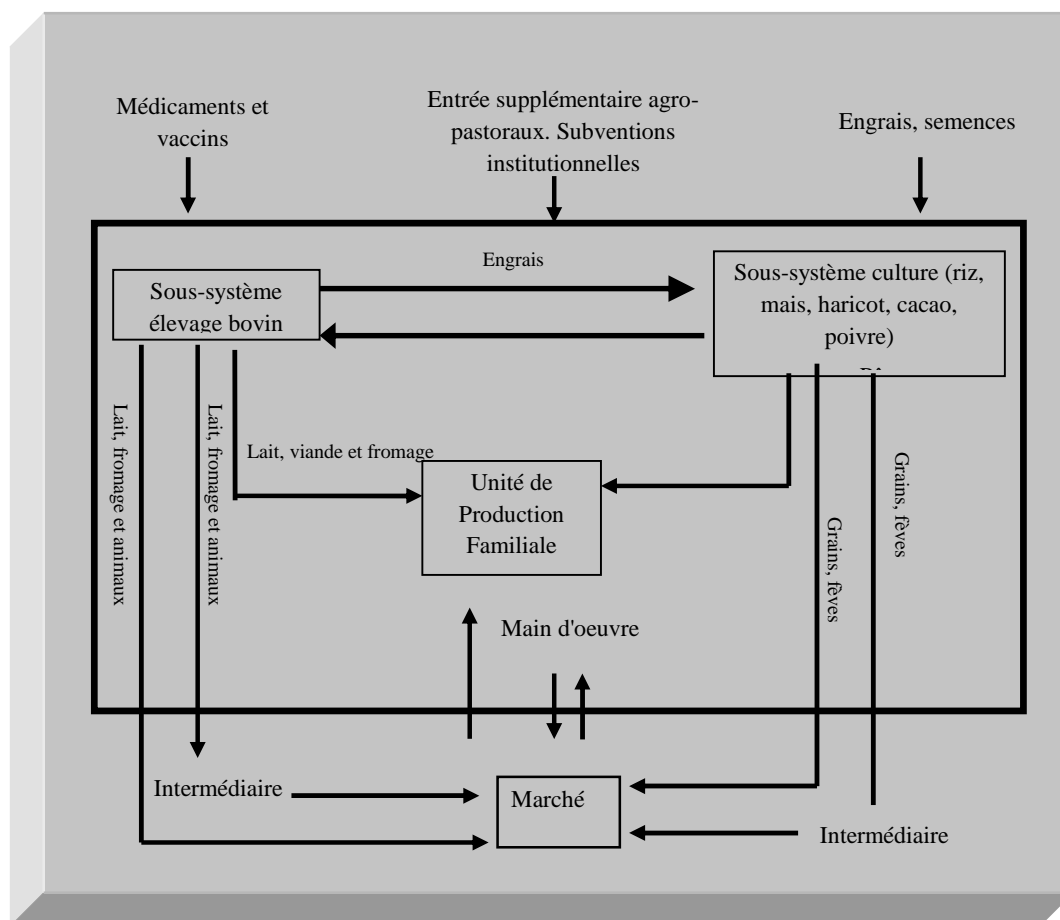 Médicaments et
vaccins
Entrée supplémentaire agro-
pastoraux. Subventions
institutionnelles
Engrais, semences
Engrais
Sous-système
élevage bovin
Sous-système culture (riz,
mais, haricot, cacao,
poivre)
Lait, fromage et animaux
Lait, fromage et animaux
Lait, viande et fromage
Unité de
Production
Familiale
Grains, fèves
Grains, fèves
Main d'oeuvre
Intermédiaire
Marché
Intermédiaire